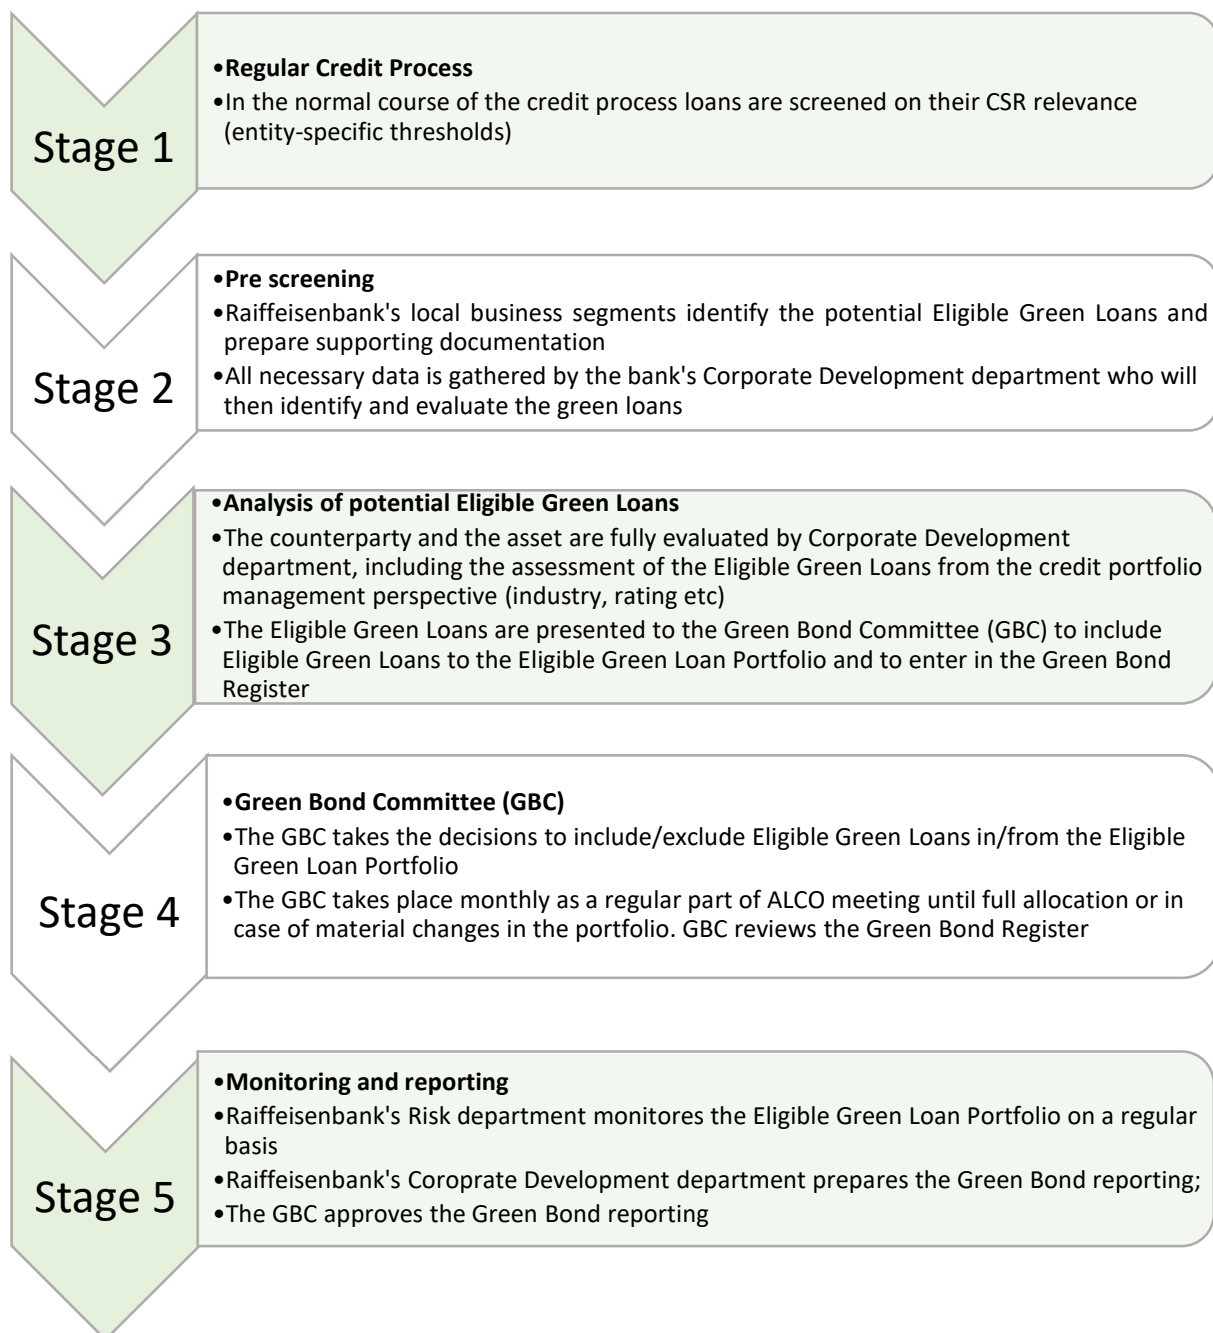 Stage 1
•Regular Credit Process
•In the normal course of the credit process loans are screened on their CSR relevance
(entity-specific thresholds)
Stage 2
•Pre screening
•Raiffeisenbank's local business segments identify the potential Eligible Green Loans and
prepare supporting documentation
•All necessary data is gathered by the bank's Corporate Development department who will
then identify and evaluate the green loans
Stage 3
•Analysis of potential Eligible Green Loans
•The counterparty and the asset are fully evaluated by Corporate Development
department, including the assessment of the Eligible Green Loans from the credit portfolio
management perspective (industry, rating etc)
•The Eligible Green Loans are presented to the Green Bond Committee (GBC) to include
Eligible Green Loans to the Eligible Green Loan Portfolio and to enter in the Green Bond
Register
Stage 4
•Green Bond Committee (GBC)
•The GBC takes the decisions to include/exclude Eligible Green Loans in/from the Eligible
Green Loan Portfolio
•The GBC takes place monthly as a regular part of ALCO meeting until full allocation or in
case of material changes in the portfolio. GBC reviews the Green Bond Register
Stage 5
•Monitoring and reporting
•Raiffeisenbank's Risk department monitores the Eligible Green Loan Portfolio on a regular
basis
•Raiffeisenbank's Coroprate Development department prepares the Green Bond reporting;
•The GBC approves the Green Bond reporting